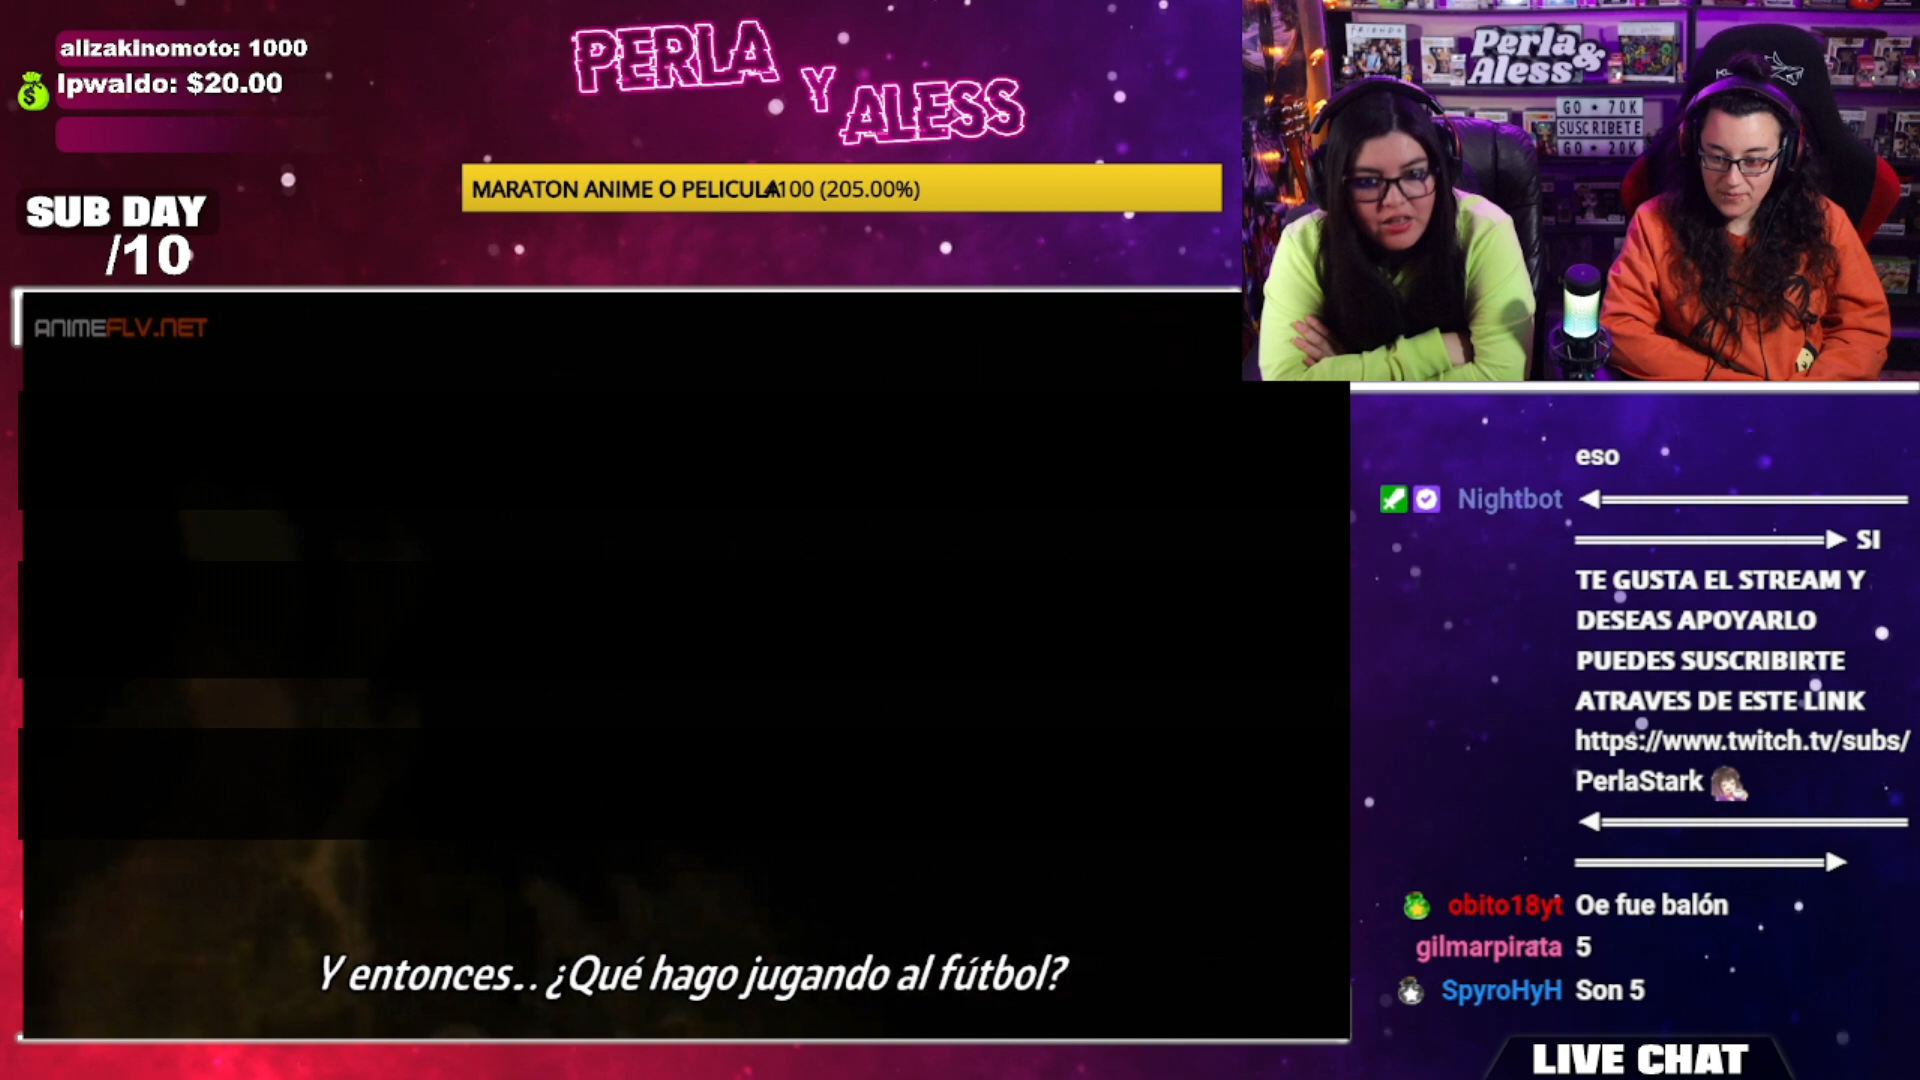 alizakinomoto: 1000
lpwaldo: $20.00
PERLA
Y
ALESS
MARATON ANIME O PELICULA
100 (205.00%)
SUB DAY
/10
ANIMEFLV.NET
FRIENDS
Perla &
Aless
GO ★ 70K
SUSCRIBETE
GO ★ 20K
eso
Nightbot
SI
TE GUSTA EL STREAM Y
DESEAS APOYARLO
PUEDES SUSCRIBIRTE
ATRAVES DE ESTE LINK
https://www.twitch.tv/subs/
PerlaStark
obito18yt Oe fue balón
gilmarpirata 5
SpyroHyH Son 5
Y entonces.. ¿Qué hago jugando al fútbol?
LIVE CHAT